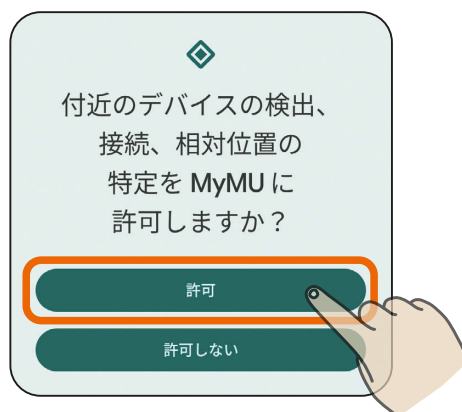 付近のデバイスの検出、
接続、相対位置の
特定を MyMU に
許可しますか？
許可
許可しない